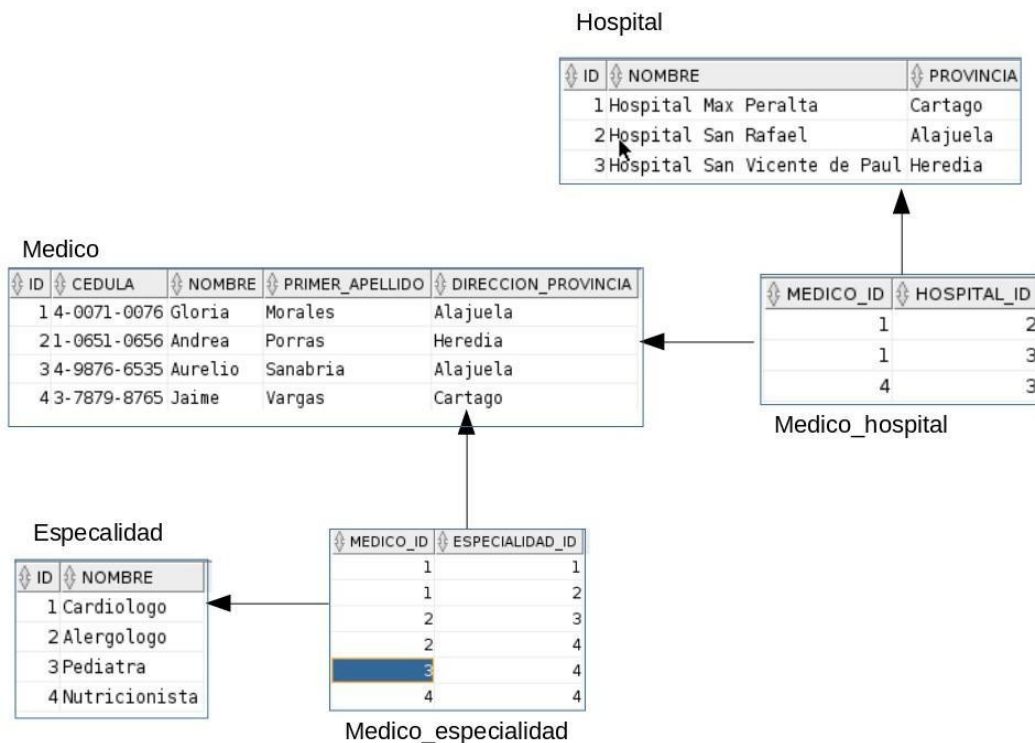 Hospital
ID NOMBRE PROVINCIA
1 Hospital Max Peralta Cartago
2 Hospital San Rafael Alajuela
3 Hospital San Vicente de Paul Heredia
Medico
ID CEDULA NOMBRE PRIMER_APELLIDO DIRECCION_PROVINCIA
1 4-0071-0076 Gloria Morales Alajuela
2 1-0651-0656 Andrea Porras Heredia
3 4-9876-6535 Aurelio Sanabria Alajuela
4 3-7879-8765 Jaime Vargas Cartago
MEDICO_ID HOSPITAL_ID
1 2
1 3
4 3
Medico_hospital
Especalidad
ID NOMBRE
1 Cardiologo
2 Alergologo
3 Pediatra
4 Nutricionista
MEDICO_ID ESPECIALIDAD_ID
1 1
1 2
2 3
2 4
3 4
4 4
Medico_especialidad